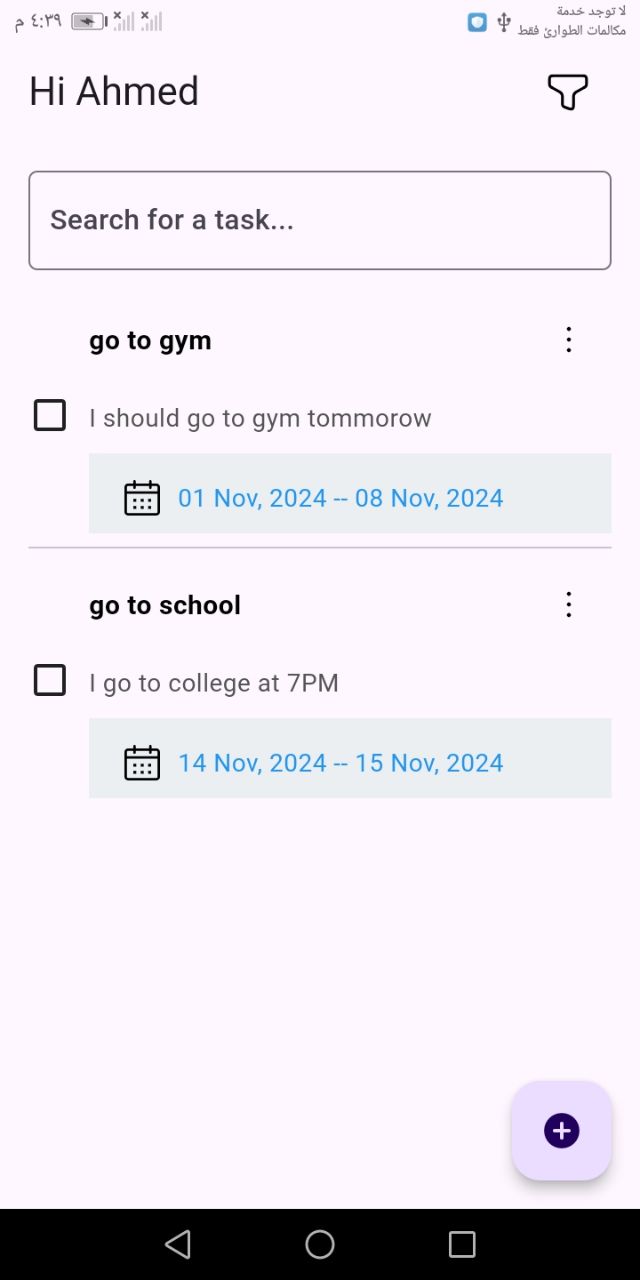 ٤:٣٩ م
لا توجد خدمة
مكالمات الطوارئ فقط
Hi Ahmed
Search for a task...
go to gym
I should go to gym tommorow
01 Nov, 2024 -- 08 Nov, 2024
go to school
I go to college at 7PM
14 Nov, 2024 -- 15 Nov, 2024